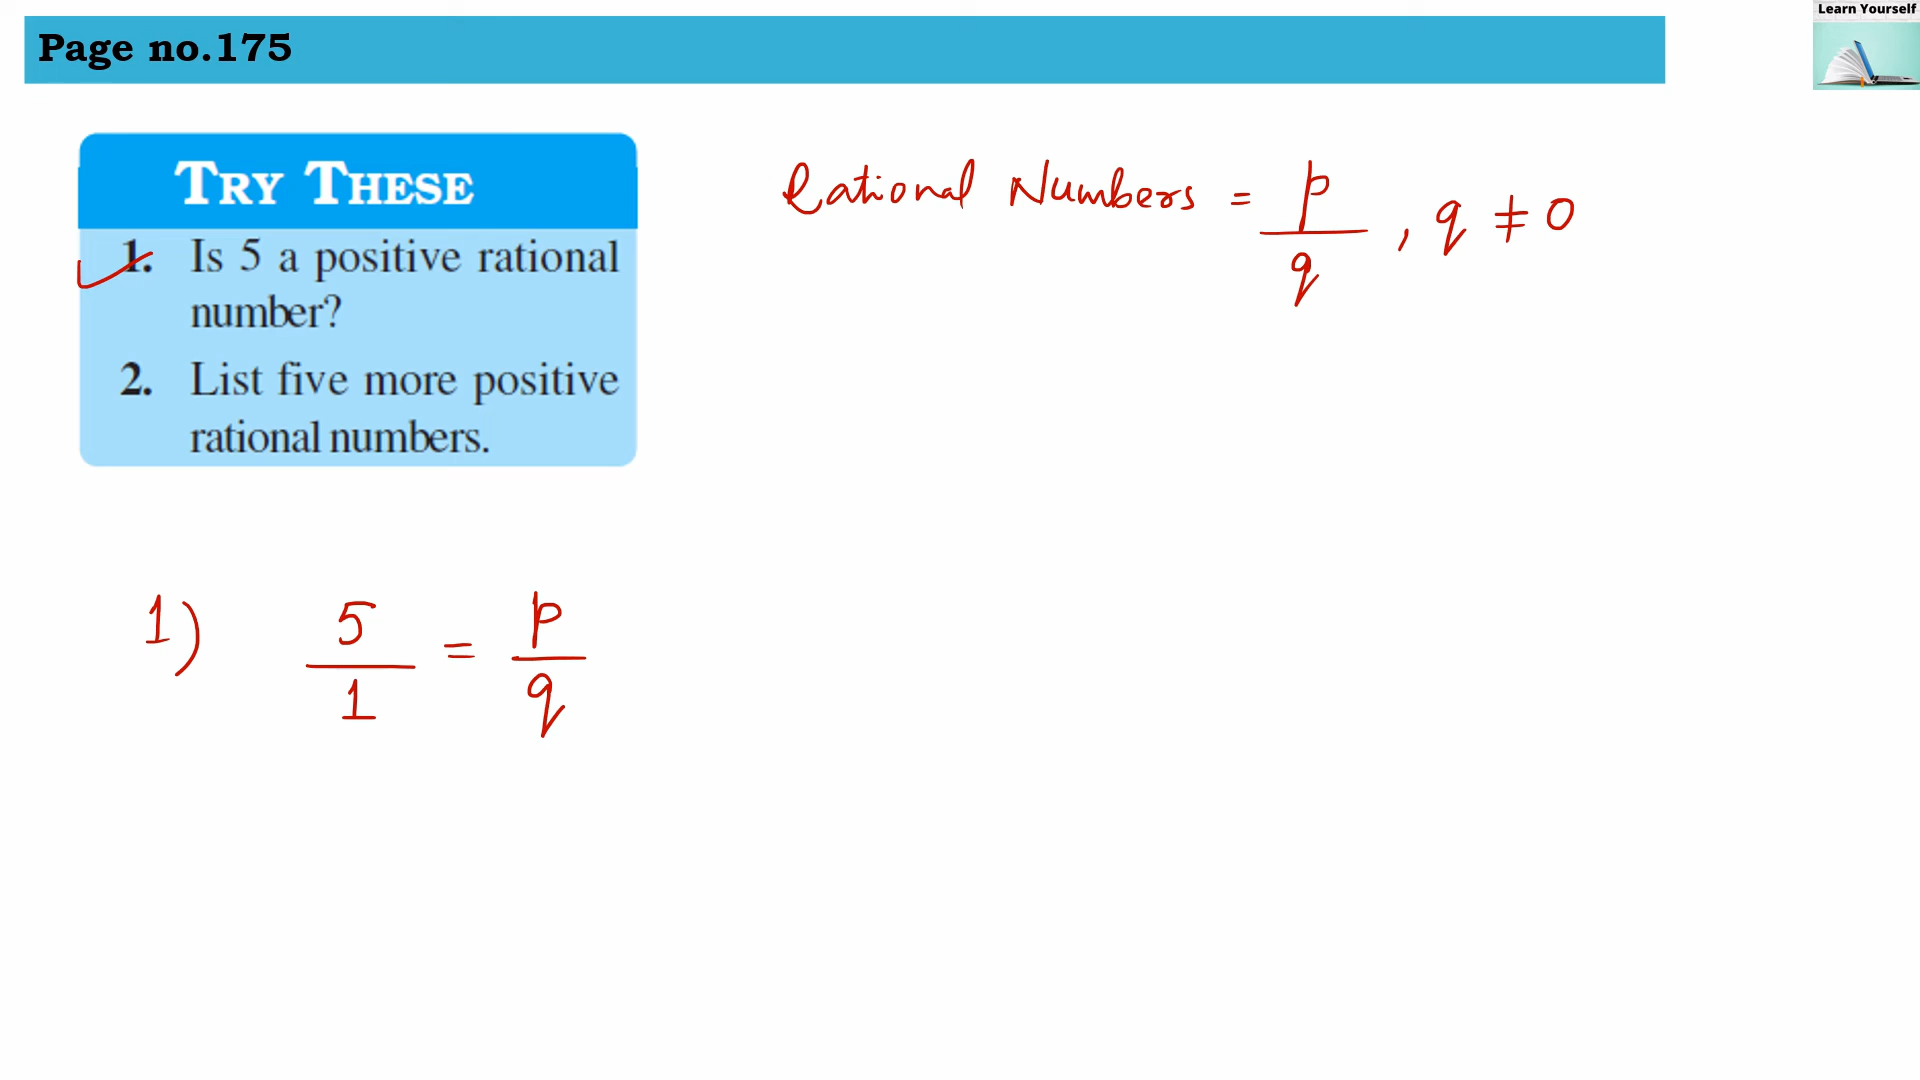 Learn Yourself
Page no.175
TRY THESE
1. Is 5 a positive rational
number?
2. List five more positive
rational numbers.
Rational Numbers = p/q , q ≠ 0
1) 5/1 = p/q